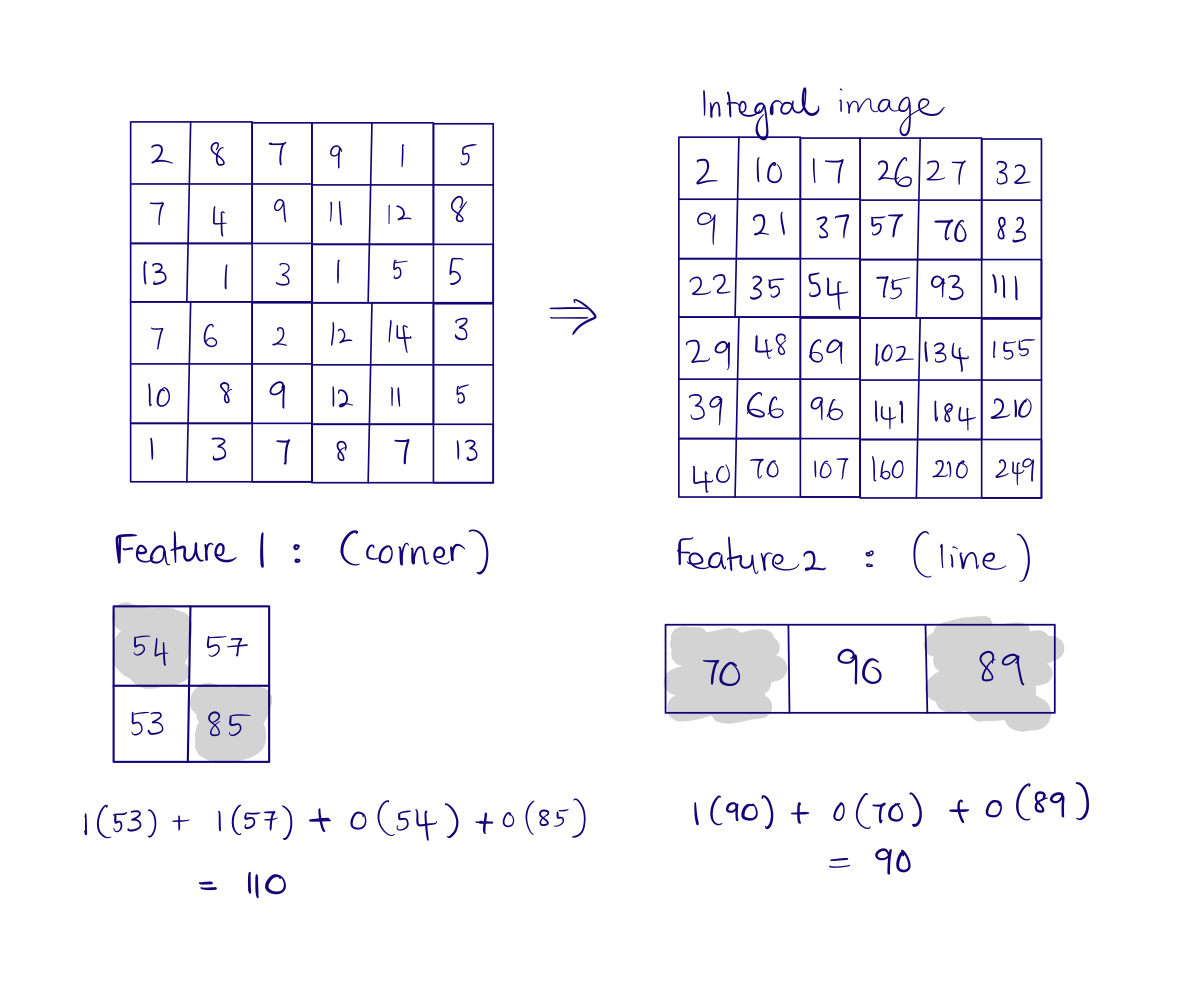 Integral image
2 8 7 9 1 5
7 4 9 11 12 8
13 1 3 1 5 5
7 6 2 12 14 3
10 8 9 12 11 5
1 3 7 8 7 13
⇒
2 10 17 26 27 32
9 21 37 57 70 83
22 35 54 75 93 111
29 48 69 102 134 155
39 66 96 141 184 210
40 70 107 160 210 249
Feature 1 : (corner)
54 57
53 85
1(53) + 1(57) + 0(54) + 0(85)
= 110
Feature 2 : (line)
70 90 89
1(90) + 0(70) + 0(89)
= 90